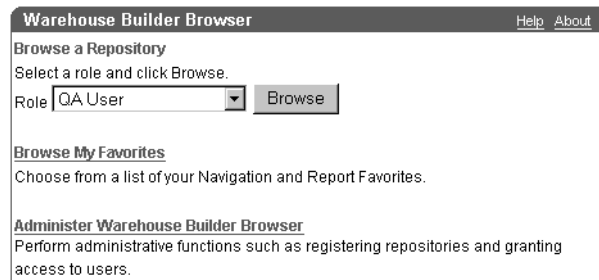 Warehouse Builder Browser Help About
Browse a Repository
Select a role and click Browse.
Role QA User Browse
Browse My Favorites
Choose from a list of your Navigation and Report Favorites.
Administer Warehouse Builder Browser
Perform administrative functions such as registering repositories and granting
access to users.